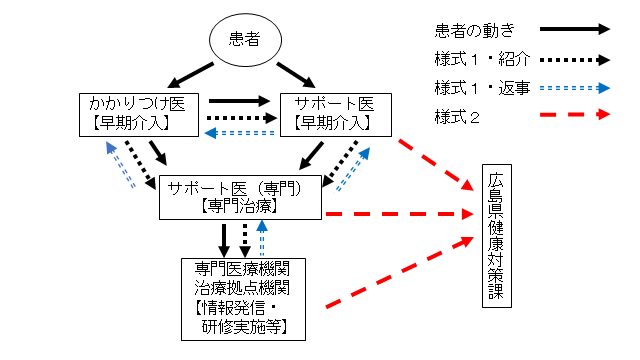 患者
患者の動き
様式１・紹介
様式１・返事
様式２
かかりつけ医
【早期介入】
サポート医
【早期介入】
サポート医（専門）
【専門治療】
専門医療機関
治療拠点機関
【情報発信・
研修実施等】
広島県健康対策課